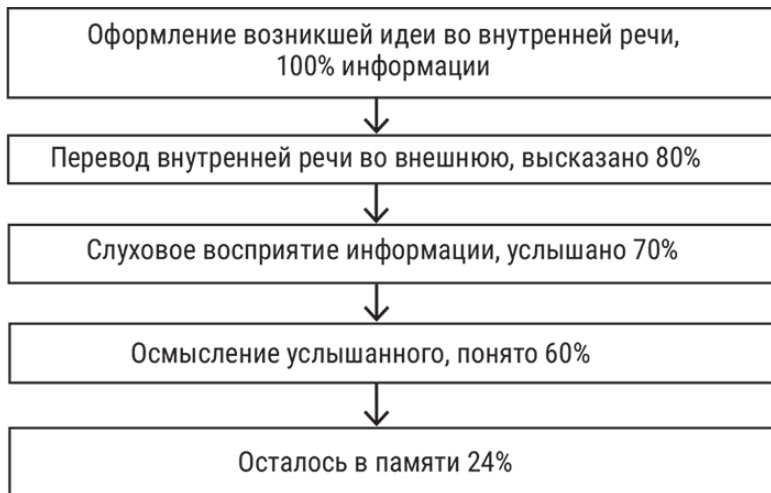 Оформление возникшей идеи во внутренней речи,
100% информации
Перевод внутренней речи во внешнюю, высказано 80%
Слуховое восприятие информации, услышано 70%
Осмысление услышанного, понято 60%
Осталось в памяти 24%